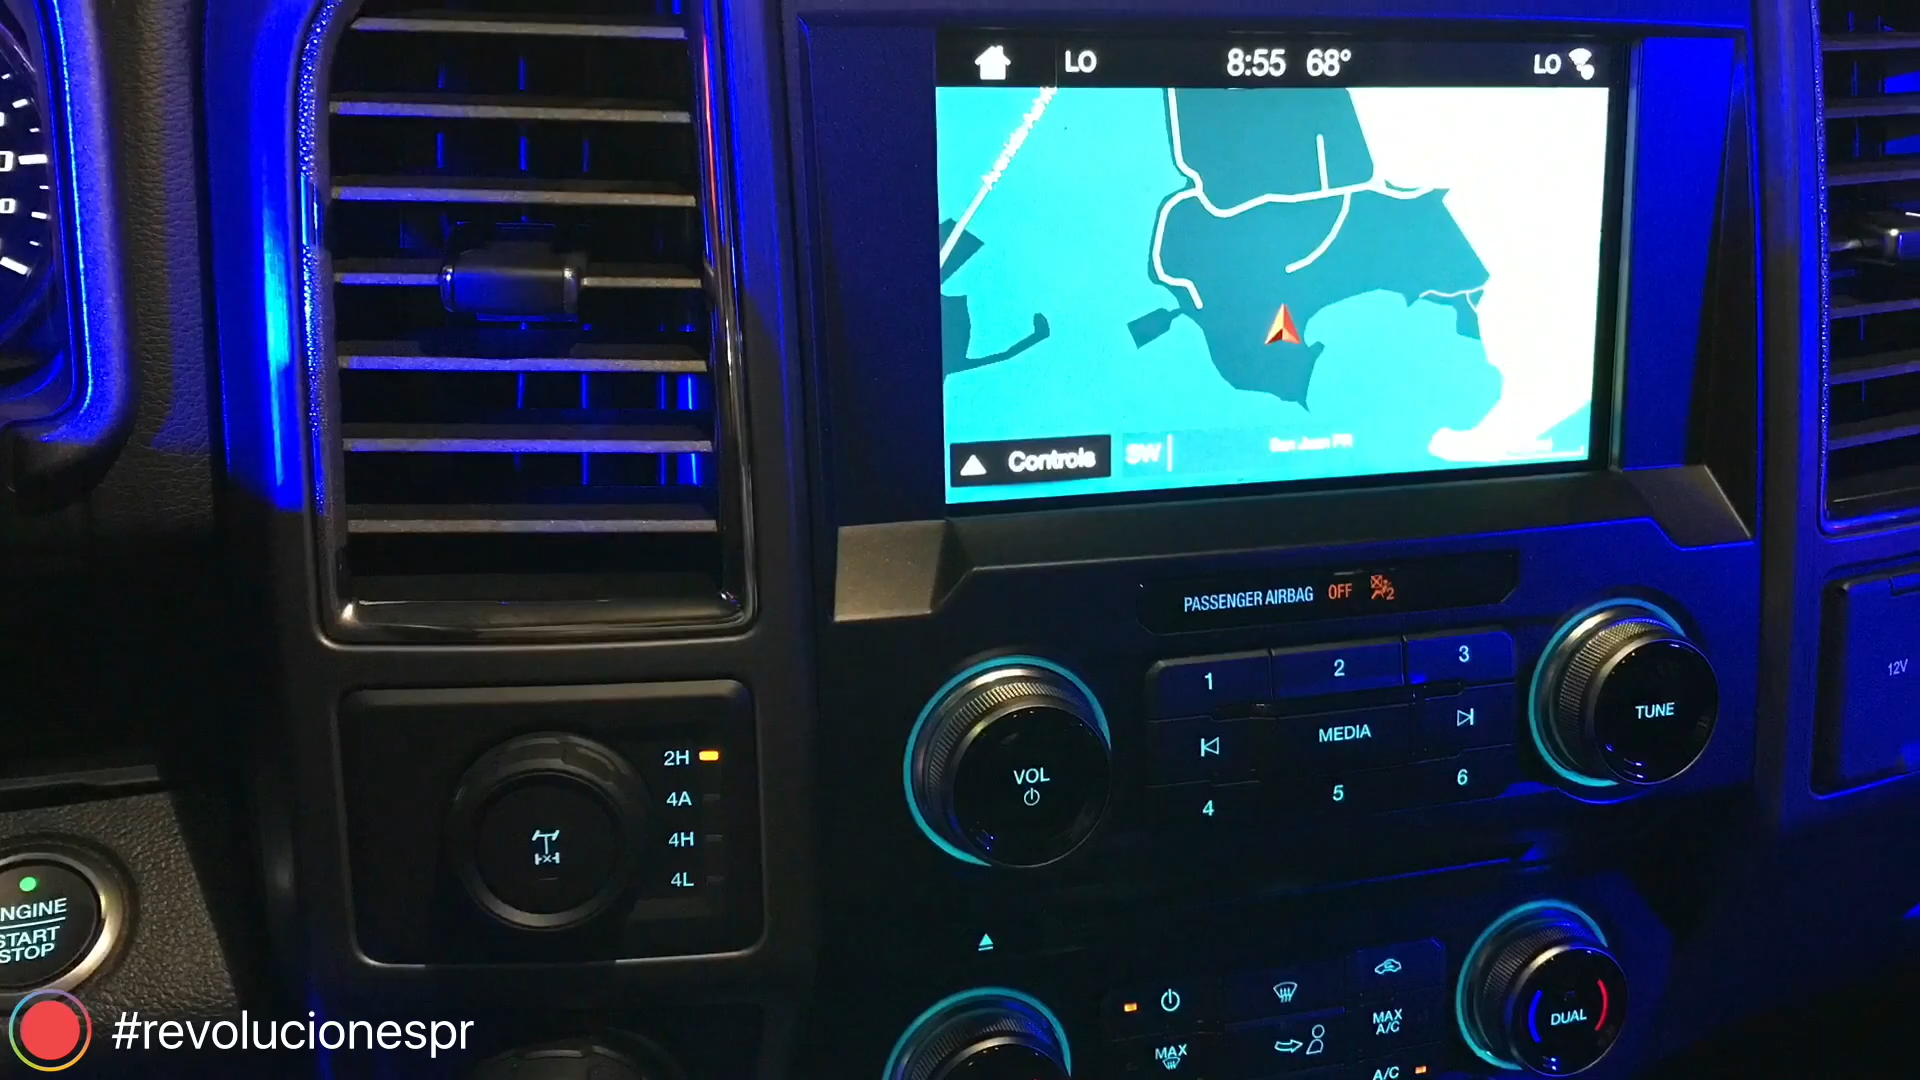 LO 8:55 68° LO
Controls
SW
San Juan PR
PASSENGER AIRBAG OFF
1 2 3
MEDIA
4 5 6
VOL
TUNE
12V
2H
4A
4H
4L
ENGINE
START
STOP
MAX
A/C
DUAL
MAX
A/C
#revolucionespr